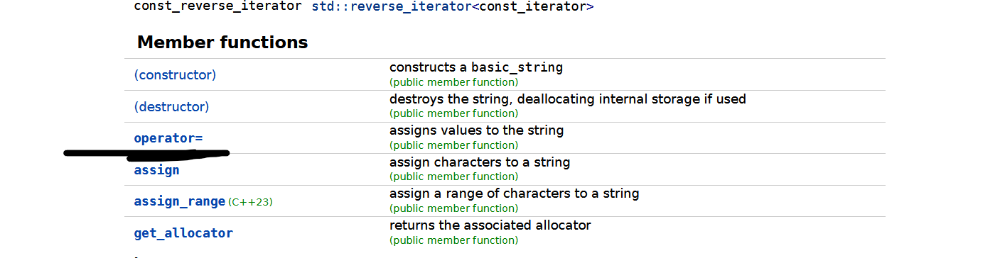 const_reverse_iterator std::reverse_iterator<const_iterator>
Member functions
(constructor) constructs a basic_string
(public member function)
(destructor) destroys the string, deallocating internal storage if used
(public member function)
operator= assigns values to the string
(public member function)
assign assign characters to a string
(public member function)
assign_range (C++23) assign a range of characters to a string
(public member function)
get_allocator returns the associated allocator
(public member function)